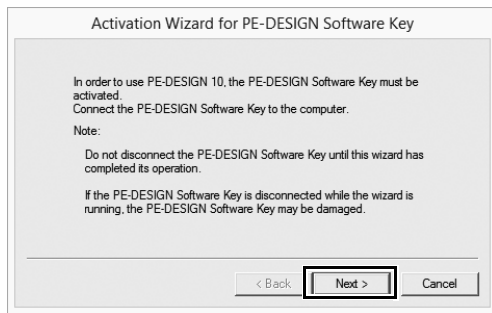 Activation Wizard for PE-DESIGN Software Key
In order to use PE-DESIGN 10, the PE-DESIGN Software Key must be
activated.
Connect the PE-DESIGN Software Key to the computer.
Note:
Do not disconnect the PE-DESIGN Software Key until this wizard has
completed its operation.
If the PE-DESIGN Software Key is disconnected while the wizard is
running, the PE-DESIGN Software Key may be damaged.
< Back Next > Cancel